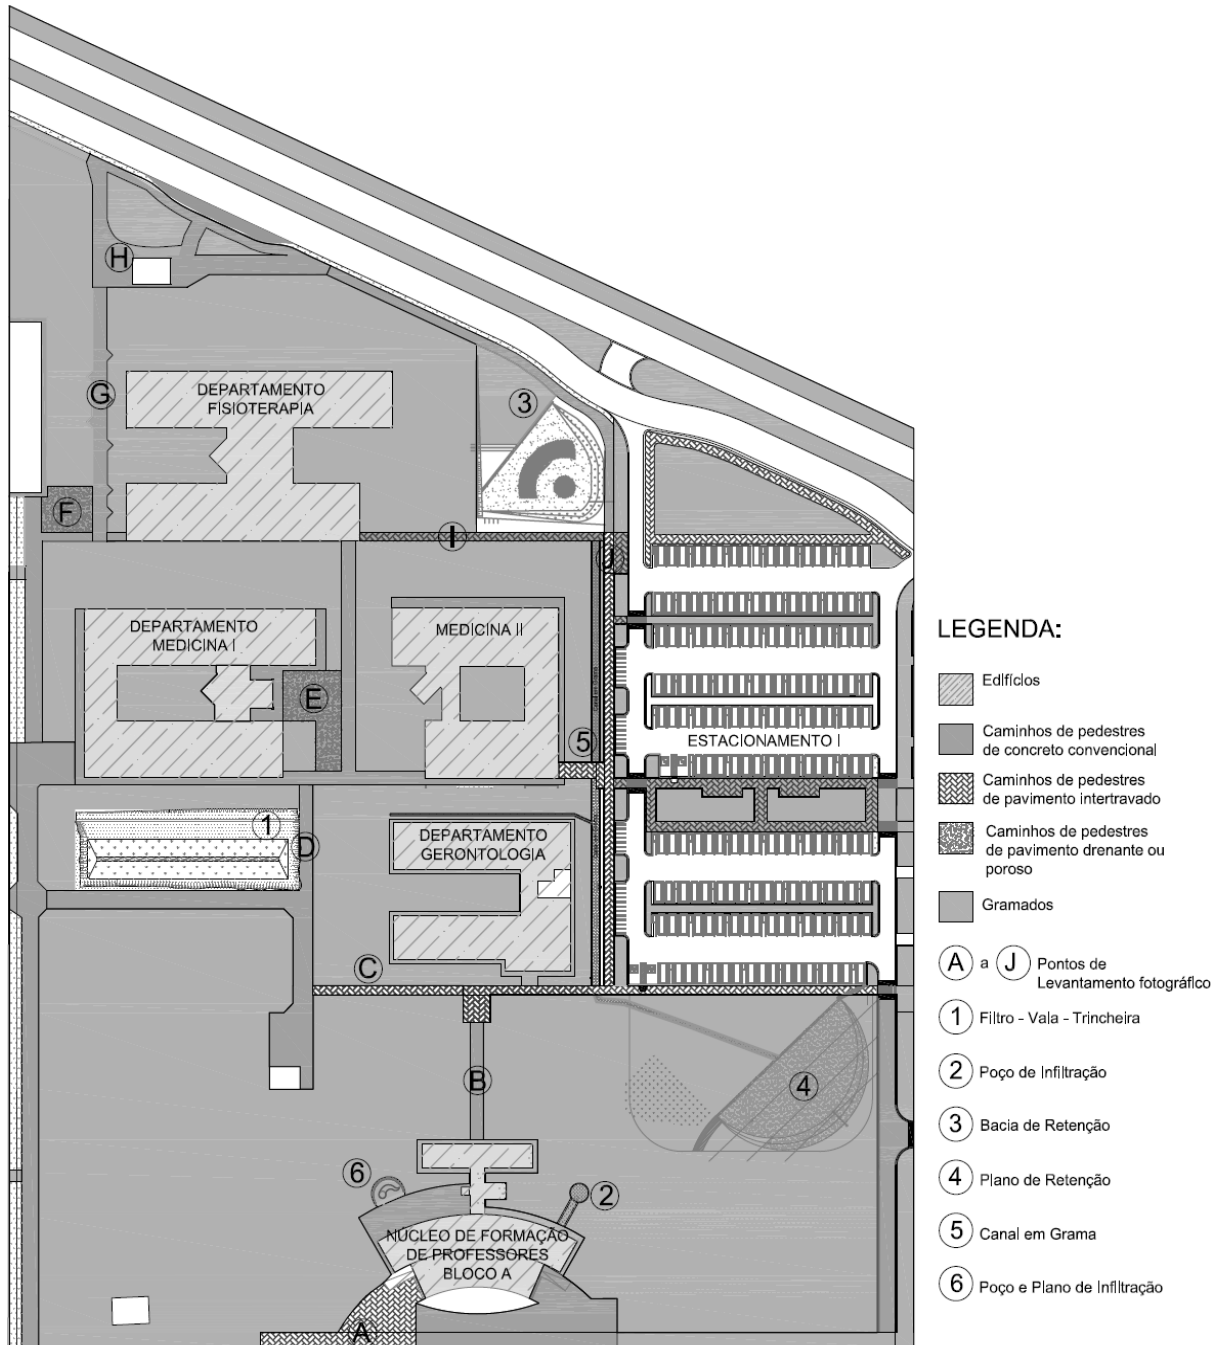 H
3
DEPARTAMENTO
FISIOTERAPIA
G
F
I
J
DEPARTAMENTO
MEDICINA I
MEDICINA II
E
5
ESTACIONAMENTO I
1
D
DEPARTAMENTO
GERONTOLOGIA
C
B
4
6
2
NÚCLEO DE FORMAÇÃO
DE PROFESSORES
BLOCO A
A
LEGENDA:
Edifícios
Caminhos de pedestres
de concreto convencional
Caminhos de pedestres
de pavimento intertravado
Caminhos de pedestres
de pavimento drenante ou
poroso
Gramados
A a J Pontos de
Levantamento fotográfico
1 Filtro - Vala - Trincheira
2 Poço de Infiltração
3 Bacia de Retenção
4 Plano de Retenção
5 Canal em Grama
6 Poço e Plano de Infiltração